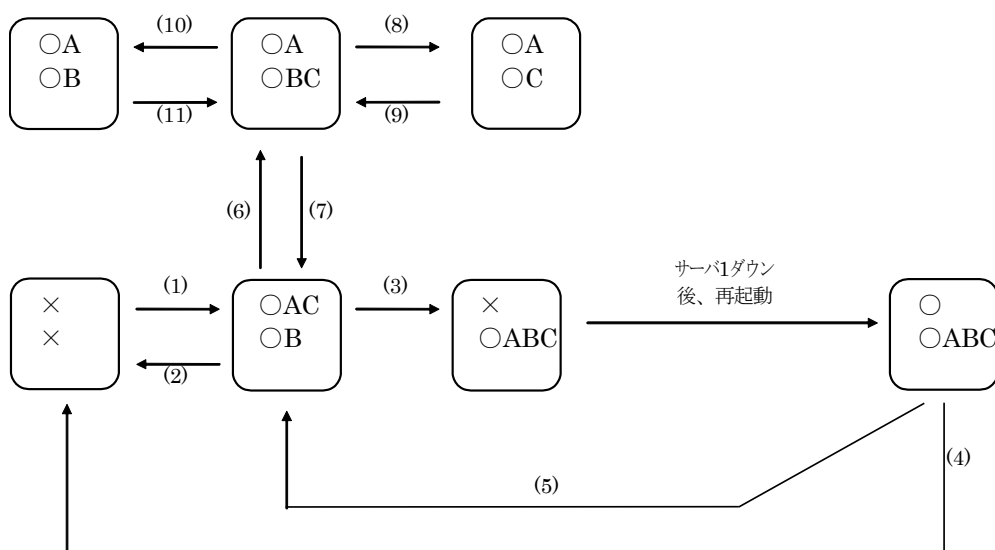 (10)
(8)
○A
○B
○A
○BC
○A
○C
(11)
(9)
(6)
(7)
サーバ1ダウン
後、再起動
(1)
(3)
×
×
○AC
○B
×
○ABC
○
○ABC
(2)
(4)
(5)